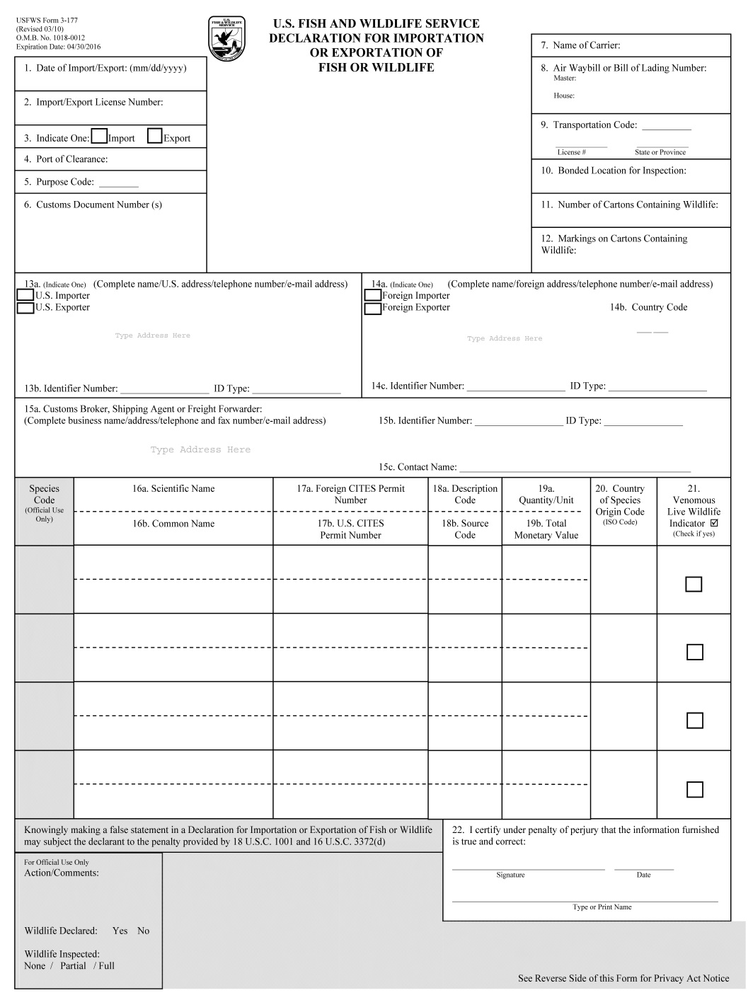 USFWS Form 3-177
(Revised 03/10)
O.M.B. No. 1018-0012
Expiration Date: 04/30/2016
U.S.
FISH & WILDLIFE
SERVICE
U.S. FISH AND WILDLIFE SERVICE
DECLARATION FOR IMPORTATION
OR EXPORTATION OF
FISH OR WILDLIFE
1. Date of Import/Export: (mm/dd/yyyy)
2. Import/Export License Number:
3. Indicate One: Import Export
4. Port of Clearance:
5. Purpose Code: ________
6. Customs Document Number (s)
7. Name of Carrier:
8. Air Waybill or Bill of Lading Number:
Master:
House:
9. Transportation Code: __________
License # State or Province
10. Bonded Location for Inspection:
11. Number of Cartons Containing Wildlife:
12. Markings on Cartons Containing
Wildlife:
13a. (Indicate One) (Complete name/U.S. address/telephone number/e-mail address)
U.S. Importer
U.S. Exporter
Type Address Here
13b. Identifier Number: __________________ ID Type: __________________
14a. (Indicate One) (Complete name/foreign address/telephone number/e-mail address)
Foreign Importer
Foreign Exporter
14b. Country Code
___ ___
Type Address Here
14c. Identifier Number: ____________________ ID Type: ____________________
15a. Customs Broker, Shipping Agent or Freight Forwarder:
(Complete business name/address/telephone and fax number/e-mail address)
Type Address Here
15b. Identifier Number: __________________ ID Type: ________________
15c. Contact Name: _______________________________________________
Species
Code
(Official Use
Only)
16a. Scientific Name
16b. Common Name
17a. Foreign CITES Permit
Number
17b. U.S. CITES
Permit Number
18a. Description
Code
18b. Source
Code
19a.
Quantity/Unit
19b. Total
Monetary Value
20. Country
of Species
Origin Code
(ISO Code)
21.
Venomous
Live Wildlife
Indicator ☑
(Check if yes)
Knowingly making a false statement in a Declaration for Importation or Exportation of Fish or Wildlife
may subject the declarant to the penalty provided by 18 U.S.C. 1001 and 16 U.S.C. 3372(d)
22. I certify under penalty of perjury that the information furnished
is true and correct:
Signature Date
Type or Print Name
For Official Use Only
Action/Comments:
Wildlife Declared: Yes No
Wildlife Inspected:
None / Partial / Full
See Reverse Side of this Form for Privacy Act Notice